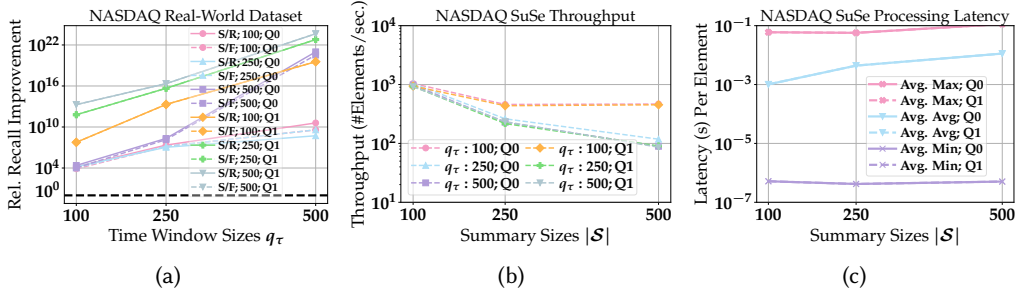 NASDAQ Real-World Dataset
Rel. Recall Improvement
10^22
10^16
10^10
10^4
10^0
S/R; 100; Q0
S/F; 100; Q0
S/R; 250; Q0
S/F; 250; Q0
S/R; 500; Q0
S/F; 500; Q0
S/F; 100; Q1
S/R; 250; Q1
S/F; 250; Q1
S/R; 500; Q1
S/F; 500; Q1
100
250
500
Time Window Sizes q_τ
(a)
NASDAQ SuSe Throughput
Throughput (#Elements/sec.)
10^4
10^3
10^2
10^1
q_τ : 100; Q0
q_τ : 250; Q0
q_τ : 500; Q0
q_τ : 100; Q1
q_τ : 250; Q1
q_τ : 500; Q1
100
250
500
Summary Sizes |S|
(b)
NASDAQ SuSe Processing Latency
Latency (s) Per Element
10^-1
10^-3
10^-5
10^-7
Avg. Max; Q0
Avg. Max; Q1
Avg. Avg; Q0
Avg. Avg; Q1
Avg. Min; Q0
Avg. Min; Q1
100
250
500
Summary Sizes |S|
(c)